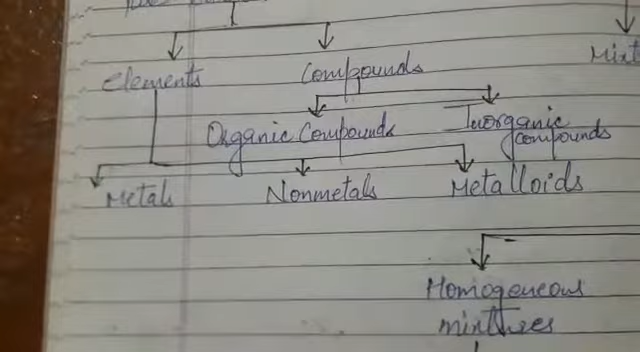 Elements
Compounds
Organic Compounds
Inorganic
compounds
Metals
Nonmetals
Metalloids
Homogeneous
mixtures